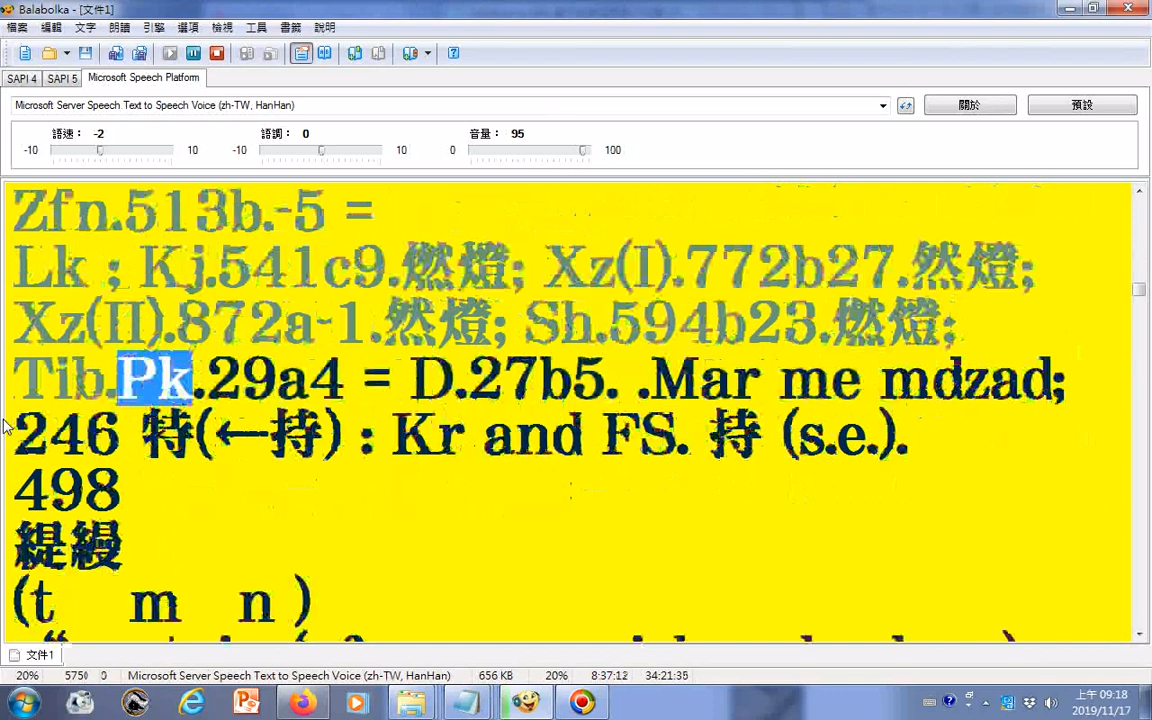 Balabolka - [文件1]
檔案 編輯 文字 朗讀 引擎 選項 檢視 工具 書籤 說明
SAPI 4 SAPI 5 Microsoft Speech Platform
Microsoft Server Speech Text to Speech Voice (zh-TW, HanHan) 關於 預設
語速： -2 語調： 0 音量： 95
-10 10 -10 10 0 100
Zfn.513b.-5 =
Lk ; Kj.541c9.燃燈; Xz(I).772b27.然燈;
Xz(II).872a-1.然燈; Sh.594b23.燃燈;
Tib.Pk.29a4 = D.27b5. .Mar me mdzad;
246 特(←持) : Kr and FS. 持 (s.e.).
498
緹縵
(t m n )
文件1
20% 5750 0 Microsoft Server Speech Text to Speech Voice (zh-TW, HanHan) 656 KB 20% 8:37:12 34:21:35
上午 09:18
2019/11/17